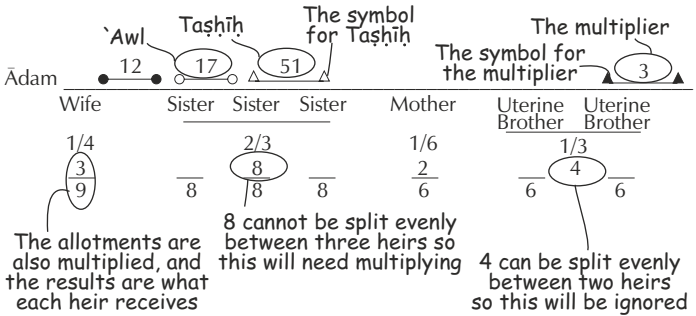 The symbol
Taṣḥīḥ for Taṣḥīḥ The multiplier
`Awl The symbol for
the multiplier
Ādam 12 17 51 3
Wife Sister Sister Sister Mother Uterine Uterine
Brother Brother
1/4 2/3 1/6 1/3
3 8 2 4
9 8 8 8 6 6 6
8 cannot be split evenly
between three heirs so
this will need multiplying
The allotments are
also multiplied, and
the results are what
each heir receives
4 can be split evenly
between two heirs
so this will be ignored